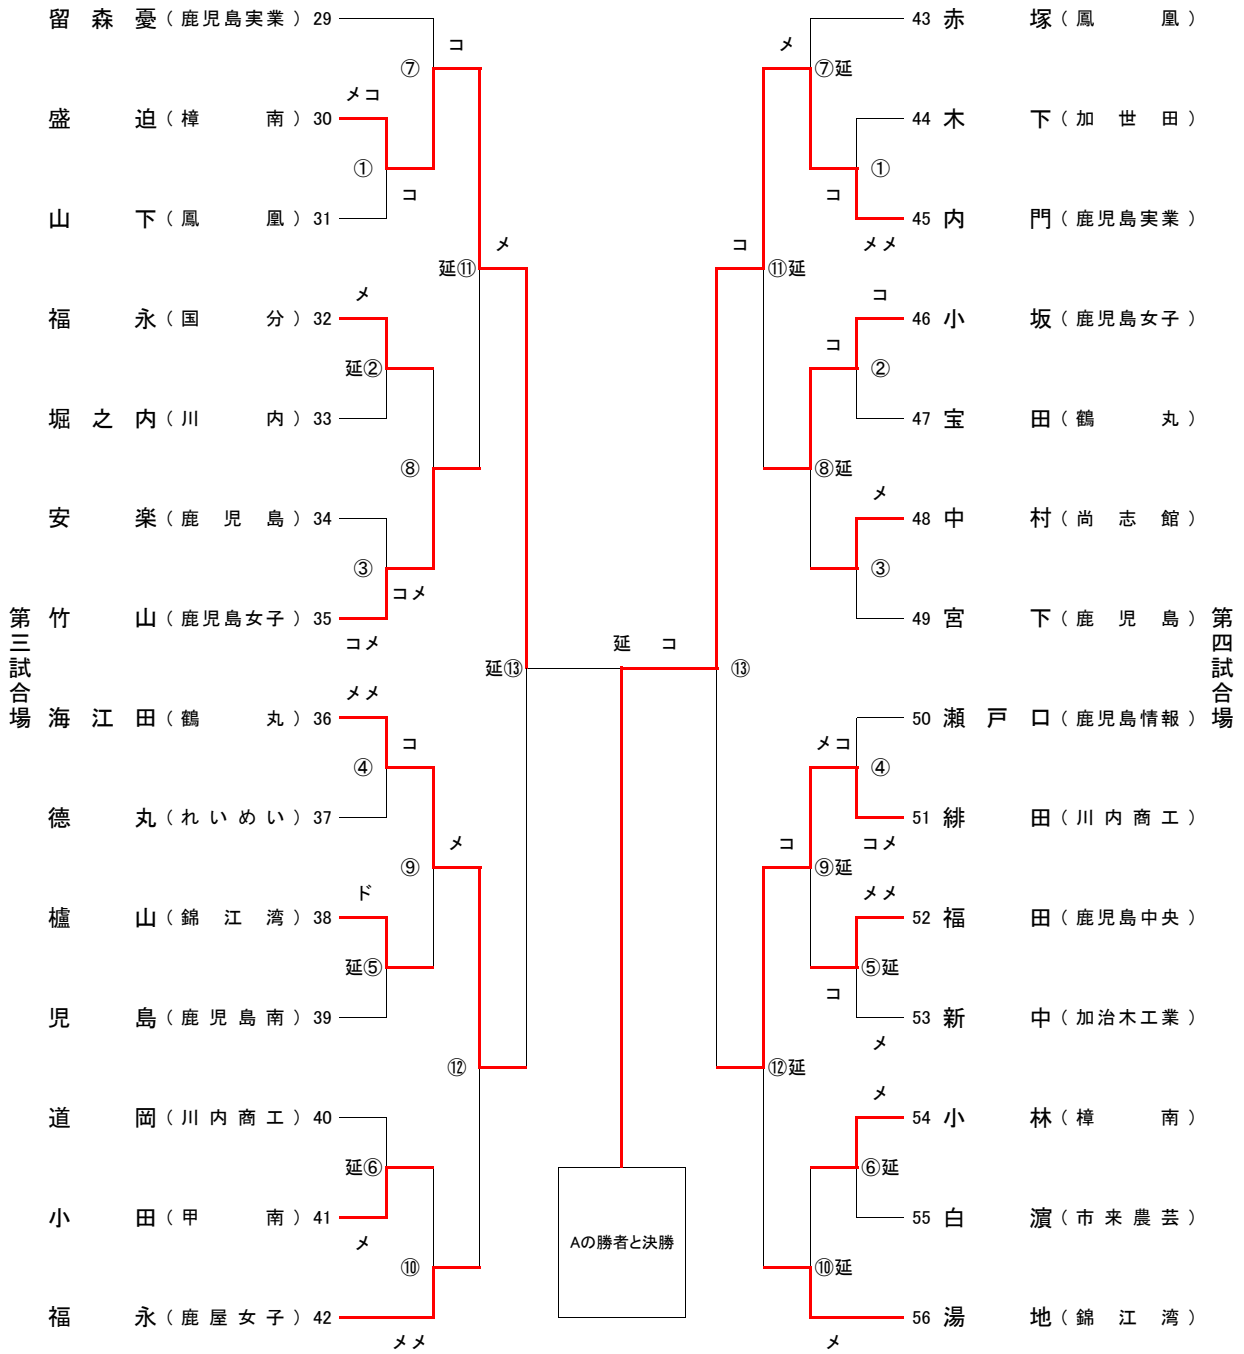 留森憂（鹿児島実業）29
コ
⑦
メコ
盛迫（樟南）30
①
コ
山下（鳳凰）31
メ
延⑪
メ
福永（国分）32
延②
堀之内（川内）33
⑧
安楽（鹿児島）34
③
コメ
竹山（鹿児島女子）35
コメ
第三試合場
延⑬
メメ
海江田（鶴丸）36
コ
④
德丸（れいめい）37
メ
⑨
ド
櫨山（錦江湾）38
延⑤
児島（鹿児島南）39
⑫
道岡（川内商工）40
延⑥
小田（甲南）41
メ
⑩
福永（鹿屋女子）42
メメ
延 コ
Aの勝者と決勝
43 赤塚（鳳凰）
メ
⑦延
44 木下（加世田）
①
コ
45 内門（鹿児島実業）
メメ
コ
⑪延
コ
46 小坂（鹿児島女子）
コ
②
47 宝田（鶴丸）
⑧延
メ
48 中村（尚志館）
③
49 宮下（鹿児島）
第四試合場
⑬
50 瀬戸口（鹿児島情報）
メコ
④
51 緋田（川内商工）
コメ
コ
⑨延
メメ
52 福田（鹿児島中央）
⑤延
コ
53 新中（加治木工業）
メ
⑫延
メ
54 小林（樟南）
⑥延
55 白濵（市来農芸）
⑩延
56 湯地（錦江湾）
メ